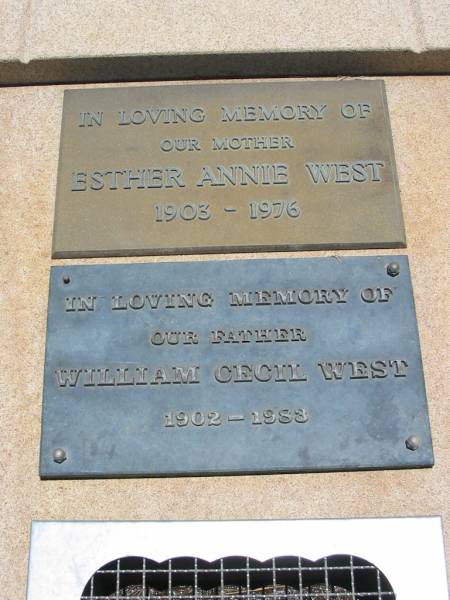 IN LOVING MEMORY OF
OUR MOTHER
ESTHER ANNIE WEST
1903 - 1976
IN LOVING MEMORY OF
OUR FATHER
WILLIAM CECIL WEST
1902 - 1983